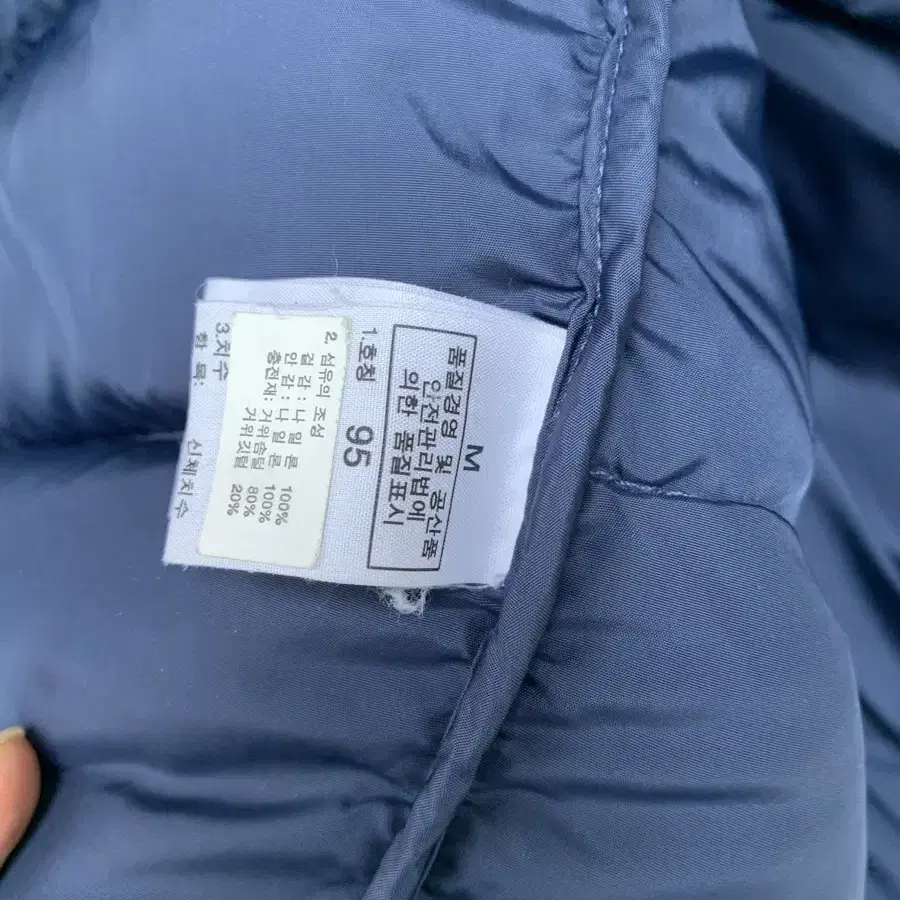 M
품질경영 및 공산품
안전관리법에
의한 품질표시
1.호칭 95
2. 섬유의 조성
겉 감 : 나 일 론 100%
안 감 : 나 일 론 100%
충전재: 거위솜털 80%
거위깃털 20%
3.치수
항 목: 신체치수